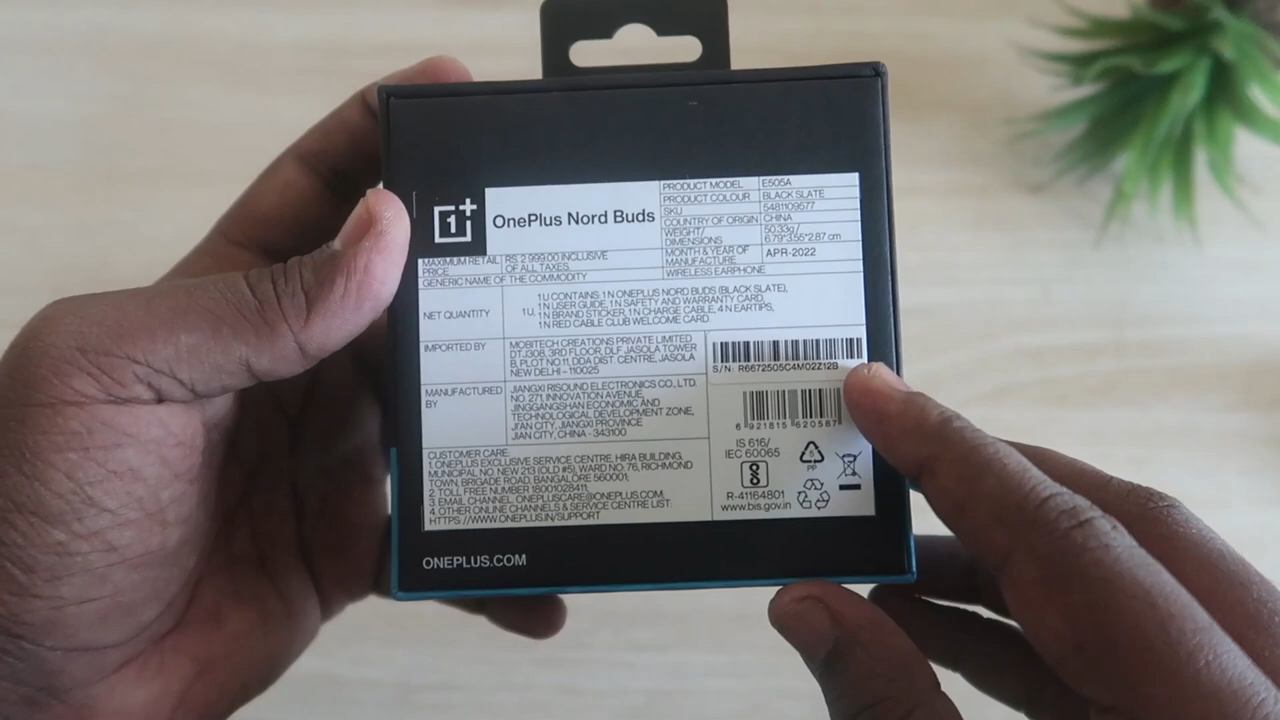 1+
OnePlus Nord Buds
PRODUCT MODEL E505A
PRODUCT COLOUR BLACK SLATE
SKU 5481109577
COUNTRY OF ORIGIN CHINA
WEIGHT/ 50.33g /
DIMENSIONS 6.79*3.55*2.87 cm
MONTH & YEAR OF
MANUFACTURE APR-2022
MAXIMUM RETAIL RS. 2 999.00 INCLUSIVE
PRICE OF ALL TAXES
GENERIC NAME OF THE COMMODITY WIRELESS EARPHONE
NET QUANTITY
1U CONTAINS 1 N ONEPLUS NORD BUDS (BLACK SLATE),
1U, 1 N USER GUIDE, 1 N SAFETY AND WARRANTY CARD,
1 N BRAND STICKER, 1 N CHARGE CABLE, 4 N EARTIPS,
1 N RED CABLE CLUB WELCOME CARD
IMPORTED BY
MOBITECH CREATIONS PRIVATE LIMITED
DTJ308, 3RD FLOOR, DLF JASOLA TOWER
B, PLOT NO.11, DDA DIST. CENTRE, JASOLA
NEW DELHI - 110025
MANUFACTURED
BY
JIANGXI RISOUND ELECTRONICS CO., LTD.
NO. 271, INNOVATION AVENUE,
JINGGANGSHAN ECONOMIC AND
TECHNOLOGICAL DEVELOPMENT ZONE,
JI'AN CITY, JIANGXI PROVINCE
JIAN CITY, CHINA - 343100
S/N: R6672505C4M02Z12B
6 921815 620587
IS 616/
IEC 60065
5
PP
R-41164801
www.bis.gov.in
CUSTOMER CARE:
1. ONEPLUS EXCLUSIVE SERVICE CENTRE, HIRA BUILDING,
MUNICIPAL NO. NEW 213 (OLD #5), WARD NO: 76, RICHMOND
TOWN, BRIGADE ROAD, BANGALORE 560001;
2. TOLL FREE NUMBER 18001028411;
3. EMAIL CHANNEL: ONEPLUSCARE@ONEPLUS.COM,
4. OTHER ONLINE CHANNELS & SERVICE CENTRE LIST:
HTTPS://WWW.ONEPLUS.IN/SUPPORT
ONEPLUS.COM